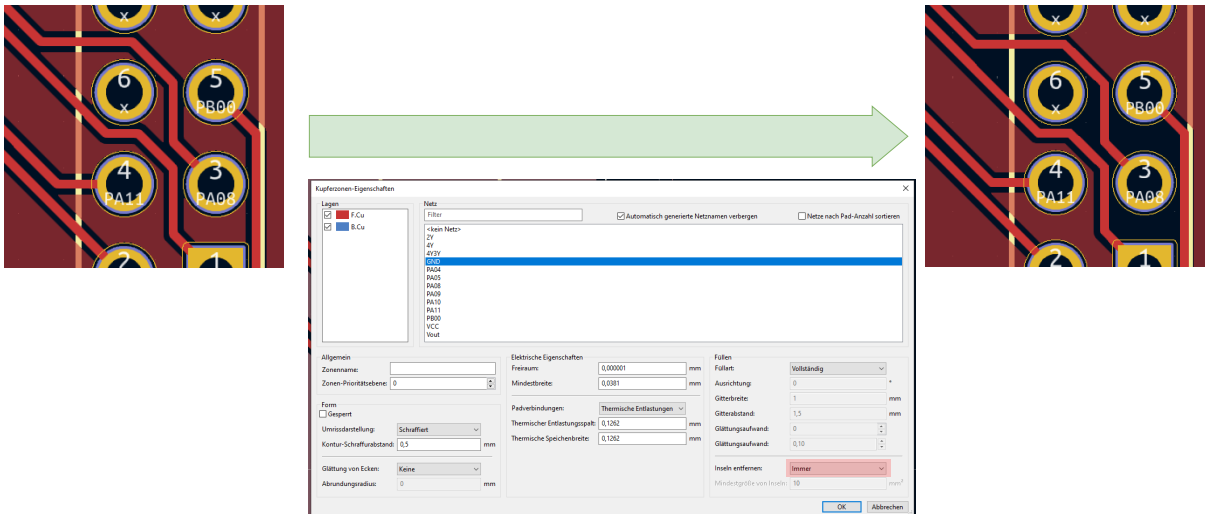 x x
6 5
x PB00
4 3
PA11 PA08
2 1
x x
6 5
x PB00
4 3
PA11 PA08
2 1
Kupferzonen-Eigenschaften
Lagen
F.Cu
B.Cu
Netz
Filter
Automatisch generierte Netznamen verbergen
Netze nach Pad-Anzahl sortieren
<kein Netz>
2Y
4Y
4Y3Y
GND
PA04
PA05
PA08
PA09
PA10
PA11
PB00
VCC
Vout
Allgemein
Zonenname:
Zonen-Prioritätsebene: 0
Form
Gesperrt
Umrissdarstellung: Schraffiert
Kontur-Schraffurabstand: 0,5 mm
Glättung von Ecken: Keine
Abrundungsradius: 0 mm
Elektrische Eigenschaften
Freiraum: 0,000001 mm
Mindestbreite: 0,0381 mm
Padverbindungen: Thermische Entlastungen
Thermischer Entlastungsspalt: 0,1262 mm
Thermische Speichenbreite: 0,1262 mm
Füllen
Füllart: Vollständig
Ausrichtung: 0 °
Gitterbreite: 1 mm
Gitterabstand: 1,5 mm
Glättungsaufwand: 0
Glättungsaufwand: 0,10
Inseln entfernen: Immer
Mindestgröße von Inseln: 10 mm²
OK Abbrechen